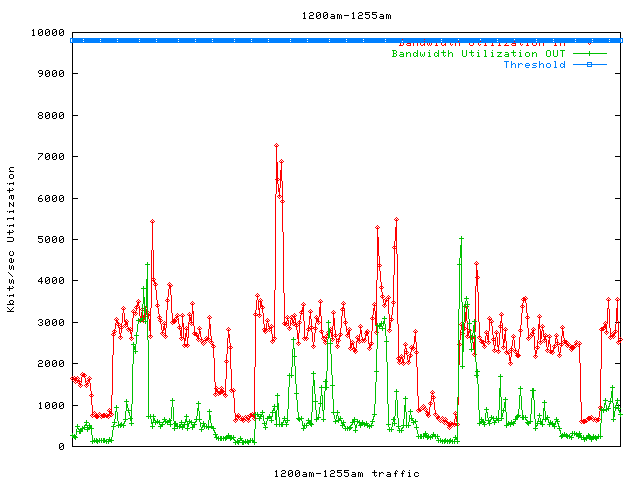 1200am-1255am
10000
Bandwidth Utilization IN
Bandwidth Utilization OUT
Threshold
9000
8000
7000
6000
5000
4000
3000
2000
1000
0
Kbits/sec Utilization
1200am-1255am traffic